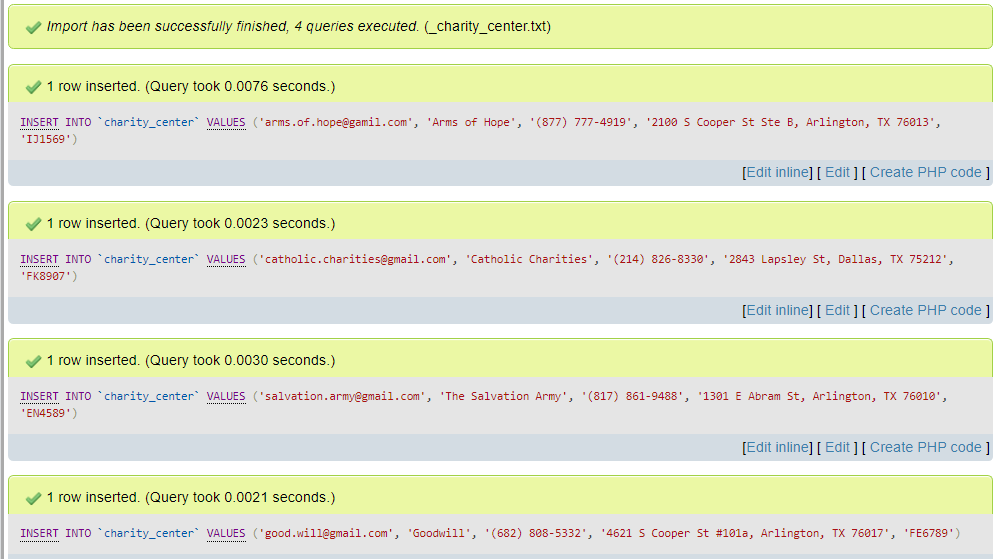 Import has been successfully finished, 4 queries executed. (_charity_center.txt)
1 row inserted. (Query took 0.0076 seconds.)
INSERT INTO `charity_center` VALUES ('arms.of.hope@gamil.com', 'Arms of Hope', '(877) 777-4919', '2100 S Cooper St Ste B, Arlington, TX 76013',
'IJ1569')
[Edit inline] [ Edit ] [ Create PHP code ]
1 row inserted. (Query took 0.0023 seconds.)
INSERT INTO `charity_center` VALUES ('catholic.charities@gmail.com', 'Catholic Charities', '(214) 826-8330', '2843 Lapsley St, Dallas, TX 75212',
'FK8907')
[Edit inline] [ Edit ] [ Create PHP code ]
1 row inserted. (Query took 0.0030 seconds.)
INSERT INTO `charity_center` VALUES ('salvation.army@gmail.com', 'The Salvation Army', '(817) 861-9488', '1301 E Abram St, Arlington, TX 76010',
'EN4589')
[Edit inline] [ Edit ] [ Create PHP code ]
1 row inserted. (Query took 0.0021 seconds.)
INSERT INTO `charity_center` VALUES ('good.will@gmail.com', 'Goodwill', '(682) 808-5332', '4621 S Cooper St #101a, Arlington, TX 76017', 'FE6789')